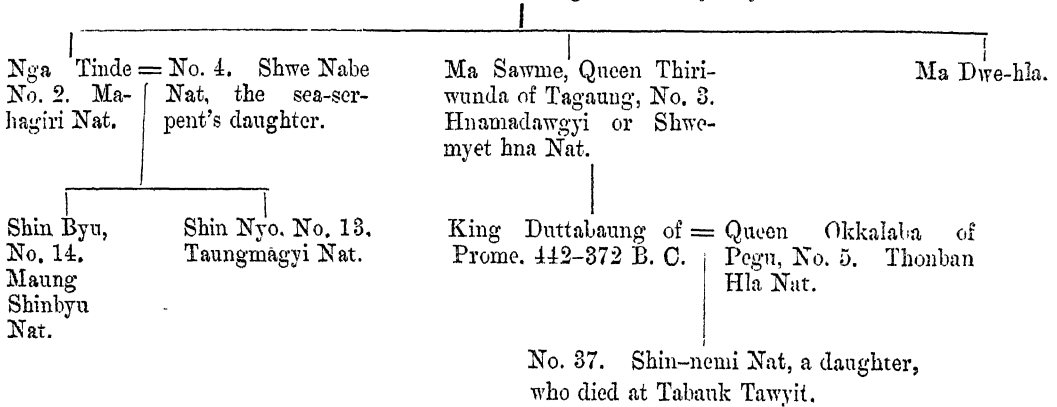 Nga Tinde = No. 4. Shwe Nabe
No. 2. Ma- Nat, the sea-ser-
hagiri Nat. pent's daughter.
Ma Sawme, Queen Thiri-
wunda of Tagaung, No. 3.
Hnamadawgyi or Shwe-
myet hna Nat.
Ma Dwe-hla.
Shin Byu,
No. 14.
Maung
Shinbyu
Nat.
Shin Nyo. No. 13.
Taungmagyi Nat.
King Duttabaung of = Queen Okkalaba of
Prome. 442-372 B. C. Pegu, No. 5. Thonban
Hla Nat.
No. 37. Shin-nemi Nat, a daughter,
who died at Tabauk Tawyit.